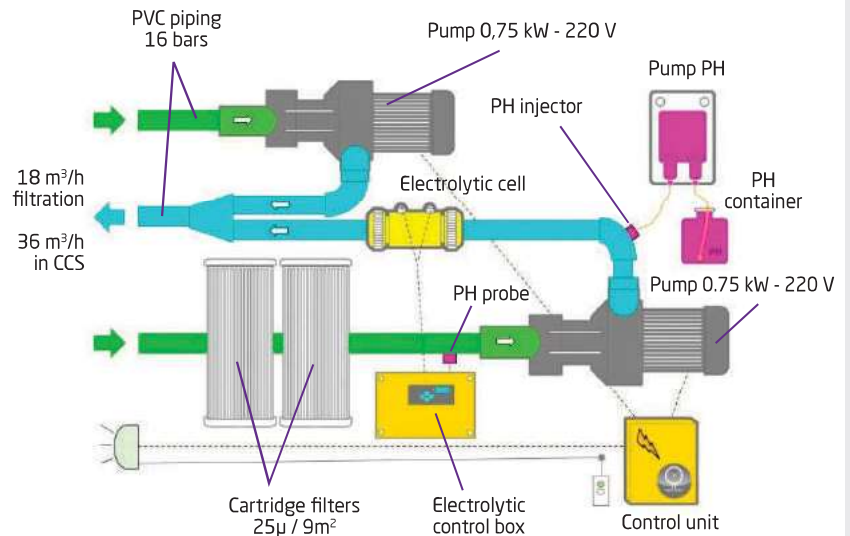 PVC piping
16 bars
Pump 0,75 kW - 220 V
Pump PH
PH injector
PH
container
18 m³/h
filtration
36 m³/h
in CCS
Electrolytic cell
PH
PH probe
Pump 0.75 kW - 220 V
Cartridge filters
25µ / 9m²
Electrolytic
control box
Control unit